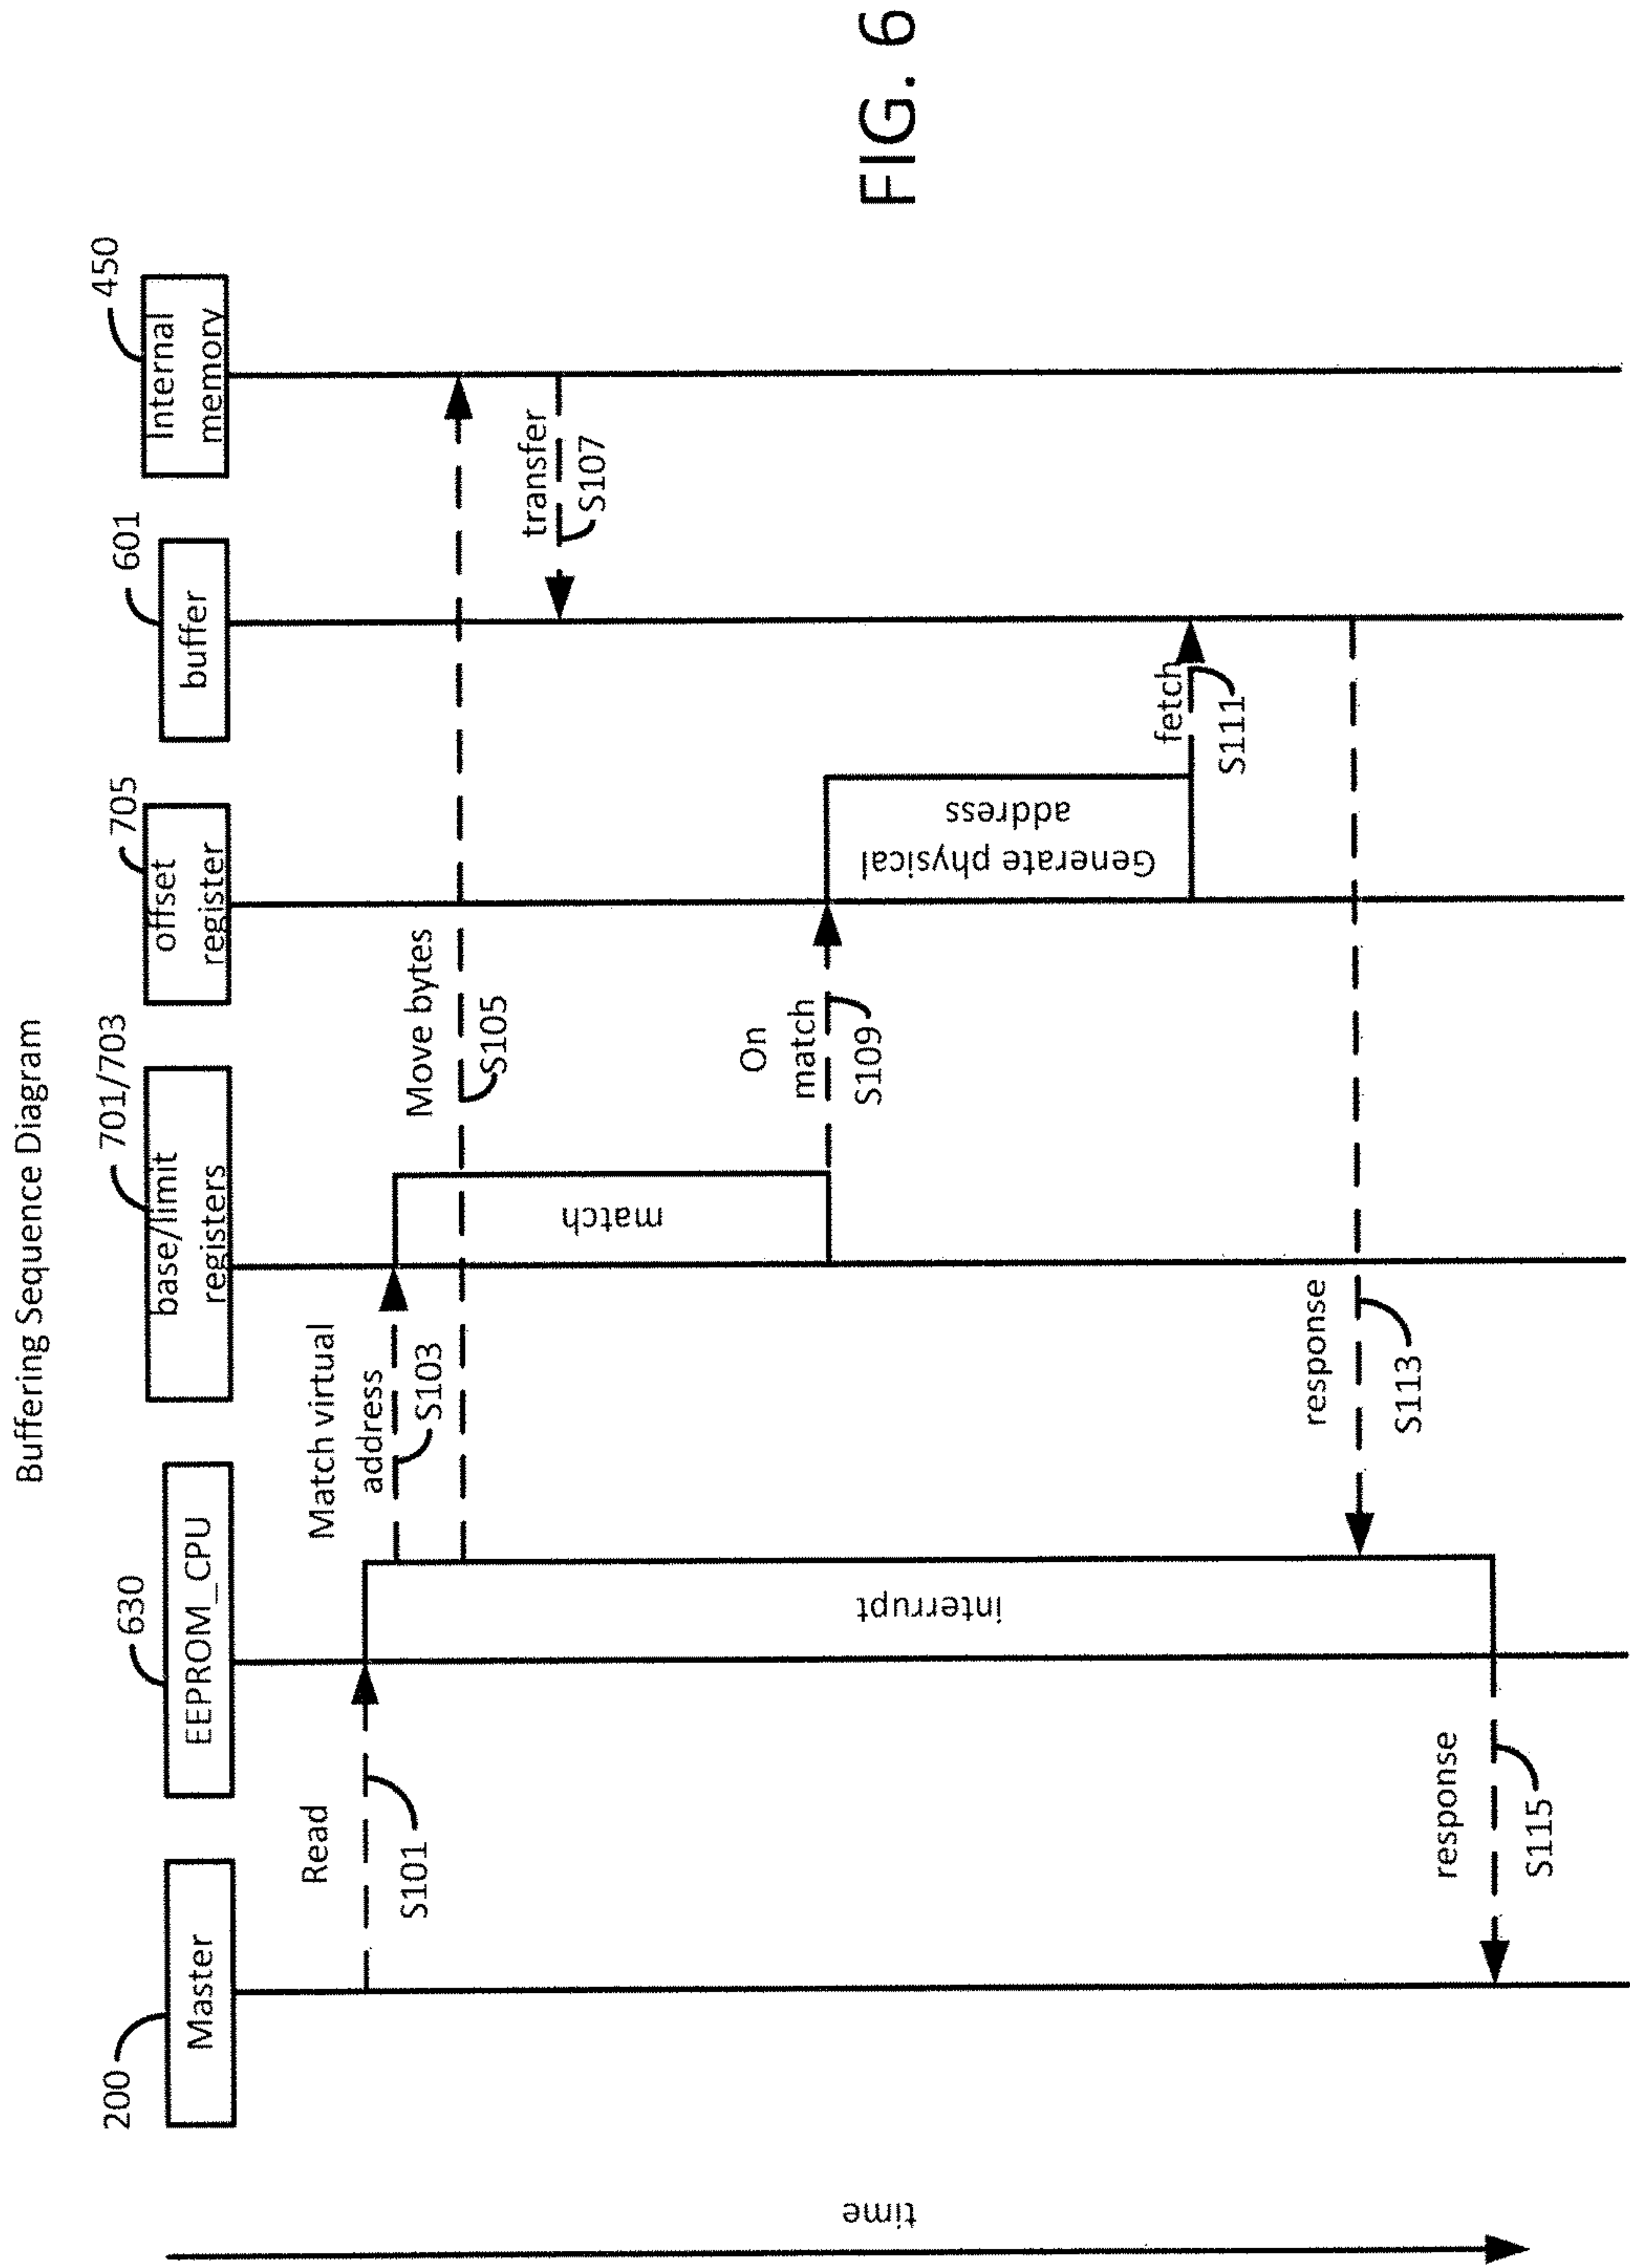 Buffering Sequence Diagram
200
630
701/703
705
601
450
Master
EEPROM_CPU
base/limit
registers
offset
register
buffer
Internal
memory
Read
S101
Match virtual
address
S103
Move bytes
S105
transfer
S107
match
On
match
S109
Generate physical
address
fetch
S111
interrupt
response
S113
response
S115
time
FIG. 6